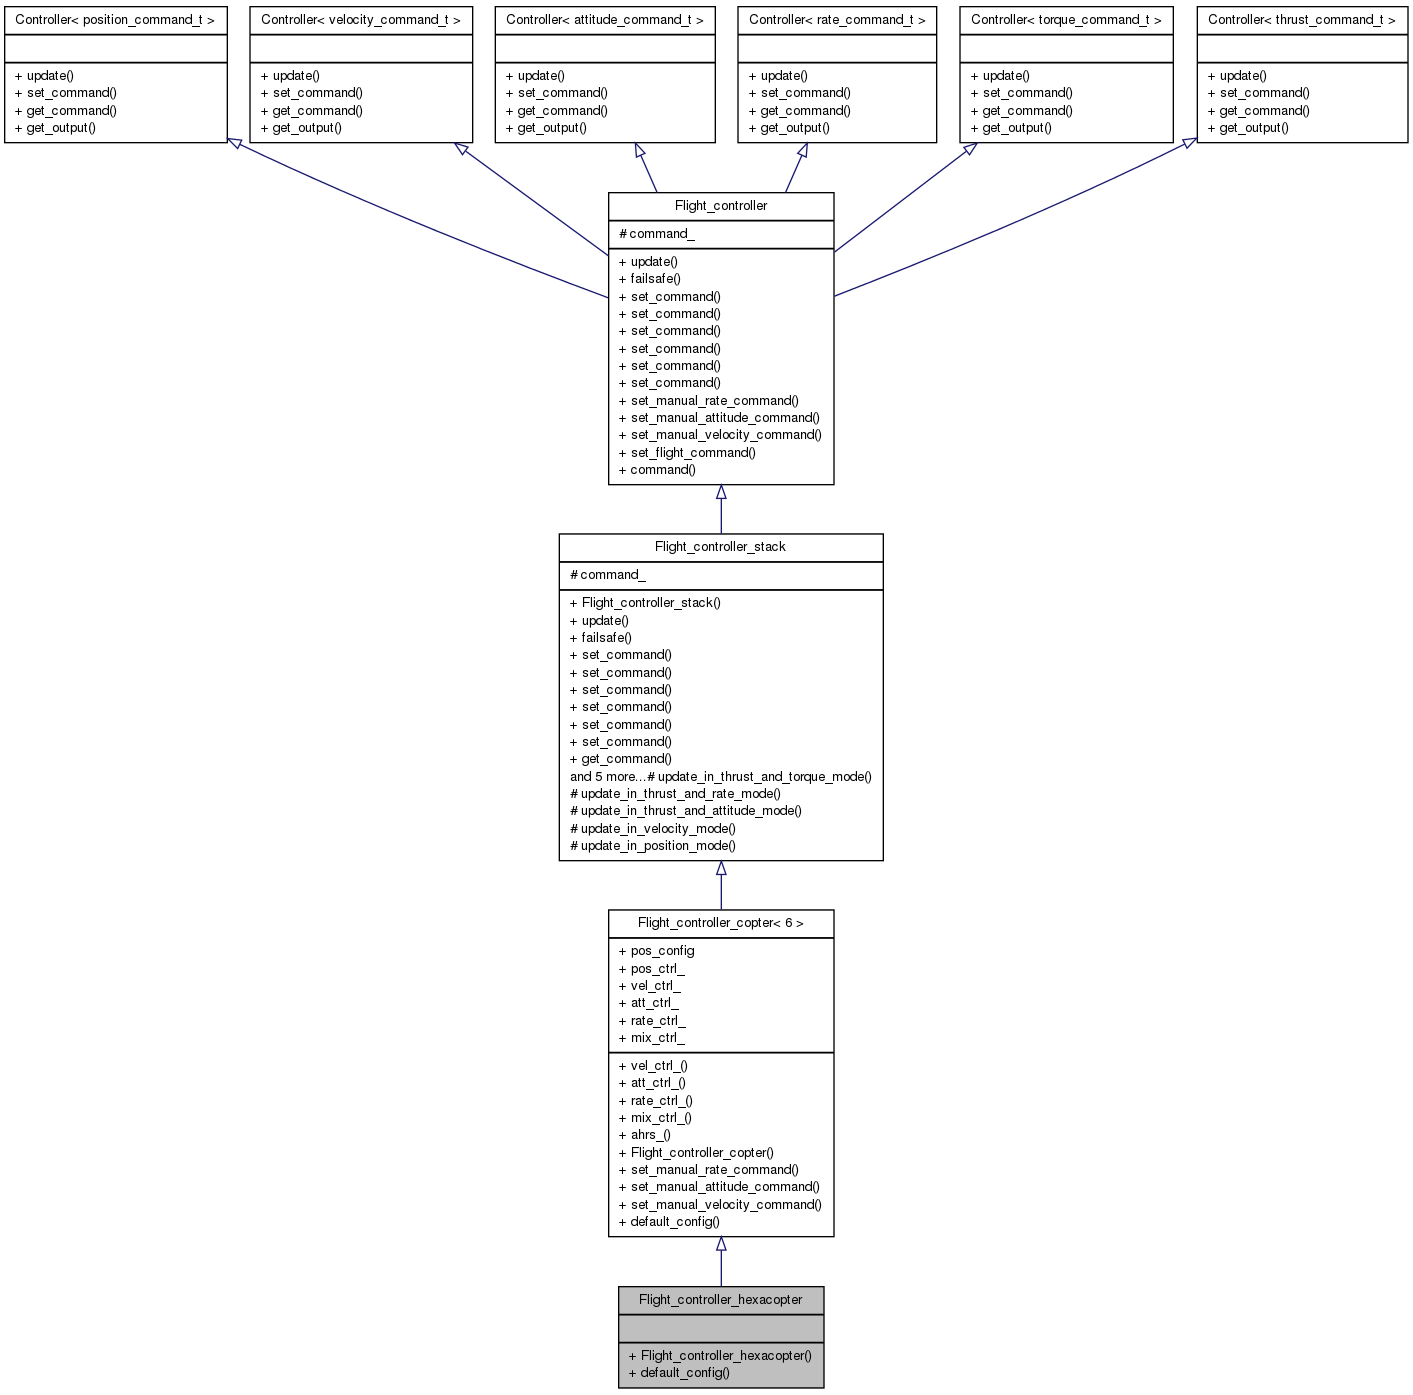 Controller< position_command_t >
+ update()
+ set_command()
+ get_command()
+ get_output()
Controller< velocity_command_t >
+ update()
+ set_command()
+ get_command()
+ get_output()
Controller< attitude_command_t >
+ update()
+ set_command()
+ get_command()
+ get_output()
Controller< rate_command_t >
+ update()
+ set_command()
+ get_command()
+ get_output()
Controller< torque_command_t >
+ update()
+ set_command()
+ get_command()
+ get_output()
Controller< thrust_command_t >
+ update()
+ set_command()
+ get_command()
+ get_output()
Flight_controller
# command_
+ update()
+ failsafe()
+ set_command()
+ set_command()
+ set_command()
+ set_command()
+ set_command()
+ set_command()
+ set_manual_rate_command()
+ set_manual_attitude_command()
+ set_manual_velocity_command()
+ set_flight_command()
+ command()
Flight_controller_stack
# command_
+ Flight_controller_stack()
+ update()
+ failsafe()
+ set_command()
+ set_command()
+ set_command()
+ set_command()
+ set_command()
+ set_command()
+ get_command()
and 5 more...# update_in_thrust_and_torque_mode()
# update_in_thrust_and_rate_mode()
# update_in_thrust_and_attitude_mode()
# update_in_velocity_mode()
# update_in_position_mode()
Flight_controller_copter< 6 >
+ pos_config
+ pos_ctrl_
+ vel_ctrl_
+ att_ctrl_
+ rate_ctrl_
+ mix_ctrl_
+ vel_ctrl_()
+ att_ctrl_()
+ rate_ctrl_()
+ mix_ctrl_()
+ ahrs_()
+ Flight_controller_copter()
+ set_manual_rate_command()
+ set_manual_attitude_command()
+ set_manual_velocity_command()
+ default_config()
Flight_controller_hexacopter
+ Flight_controller_hexacopter()
+ default_config()